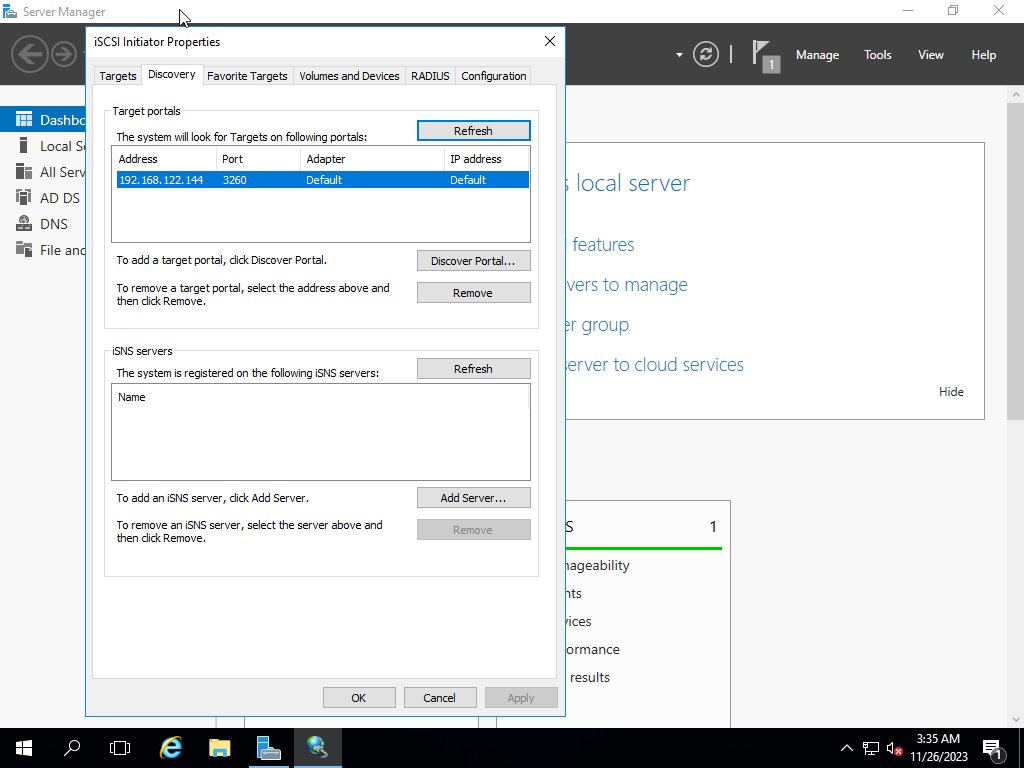 Server Manager
iSCSI Initiator Properties
1
Manage
Tools
View
Help
Targets
Discovery
Favorite Targets
Volumes and Devices
RADIUS
Configuration
Dashbo
Local Se
All Serv
AD DS
DNS
File and
Target portals
The system will look for Targets on following portals:
Refresh
Address Port Adapter IP address
192.168.122.144 3260 Default Default
To add a target portal, click Discover Portal.
Discover Portal...
To remove a target portal, select the address above and
then click Remove.
Remove
iSNS servers
The system is registered on the following iSNS servers:
Refresh
Name
To add an iSNS server, click Add Server.
Add Server...
To remove an iSNS server, select the server above and
then click Remove.
Remove
OK
Cancel
Apply
s local server
features
vers to manage
er group
server to cloud services
Hide
S 1
nageability
nts
vices
ormance
results
3:35 AM
11/26/2023
1